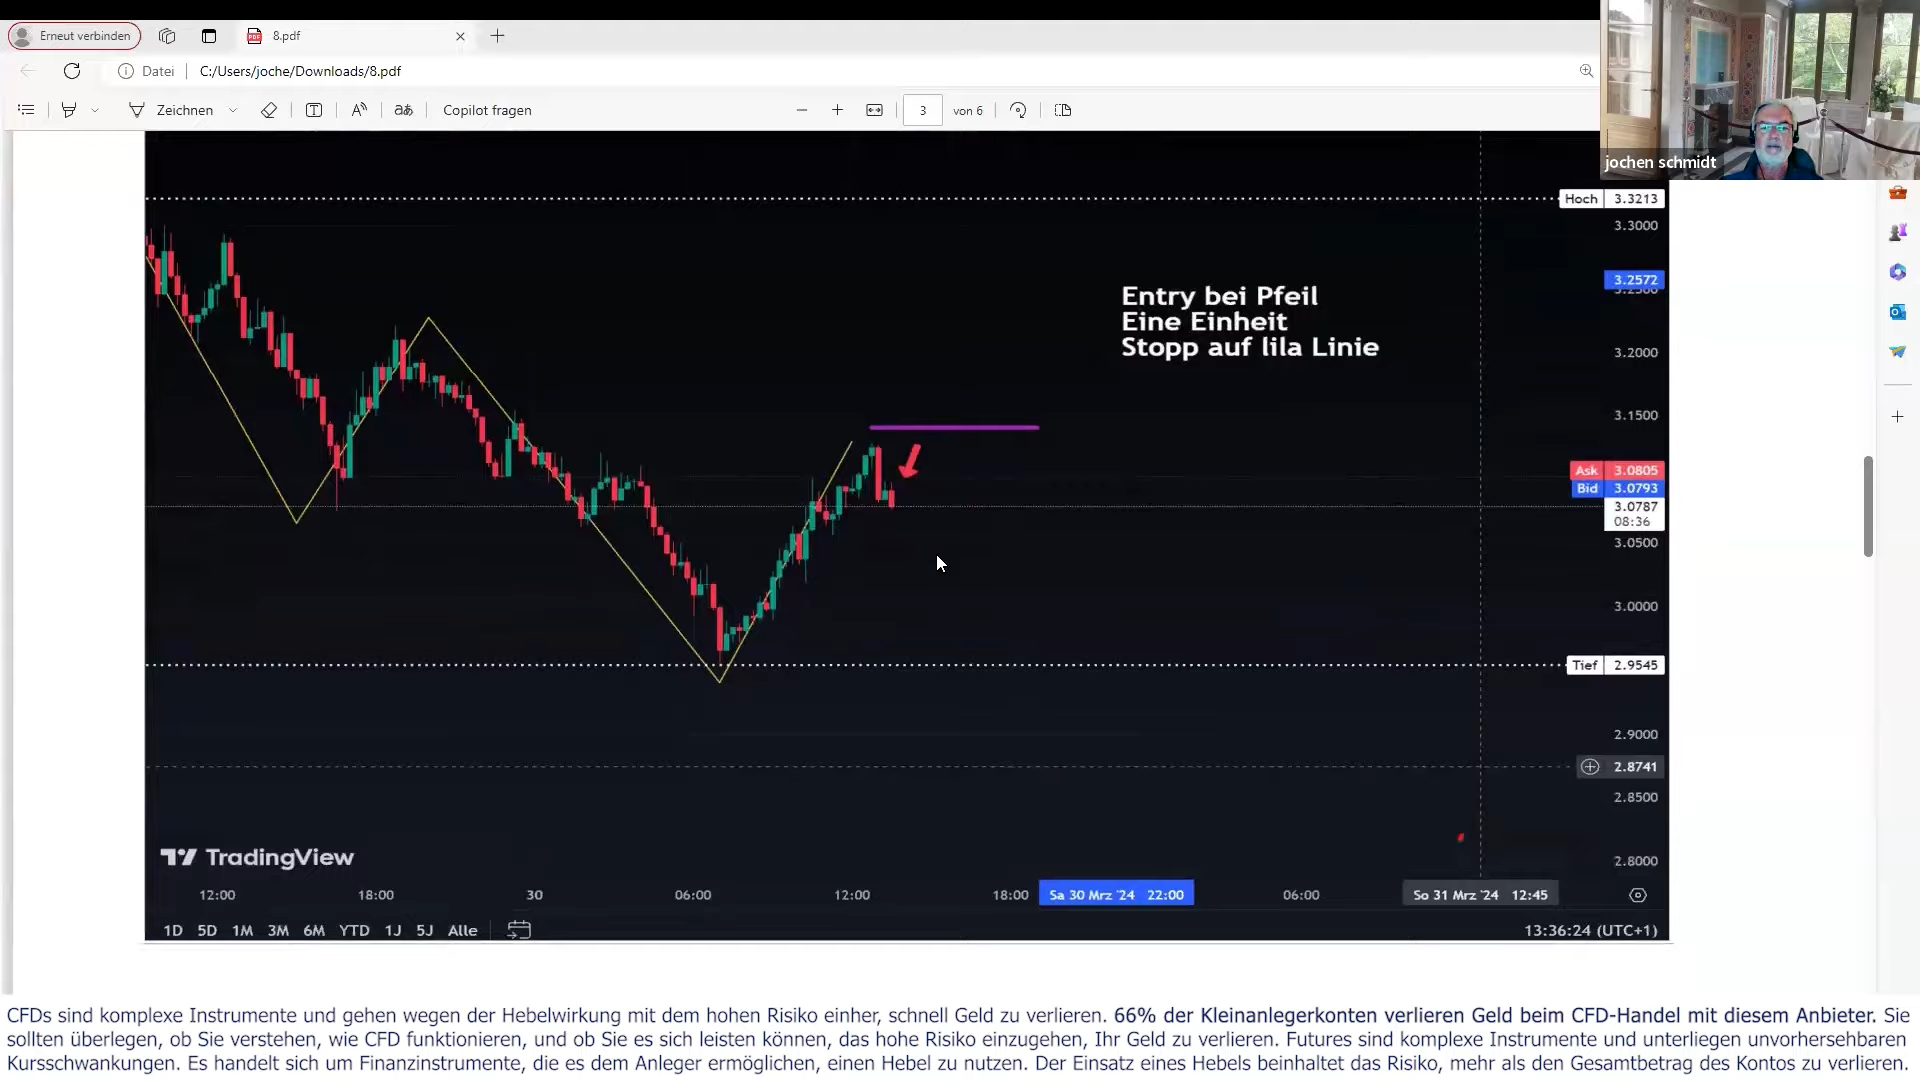 Erneut verbinden
8.pdf
Datei
C:/Users/joche/Downloads/8.pdf
Zeichnen
aあ
Copilot fragen
3
von 6
jochen schmidt
Hoch 3.3213
3.3000
3.2572
3.2000
3.1500
Ask 3.0805
Bid 3.0793
3.0787
08:36
3.0500
3.0000
Tief 2.9545
2.9000
2.8741
2.8500
2.8000
Entry bei Pfeil
Eine Einheit
Stopp auf lila Linie
TradingView
12:00 18:00 30 06:00 12:00 18:00 Sa 30 Mrz '24 22:00 06:00 So 31 Mrz '24 12:45
1D 5D 1M 3M 6M YTD 1J 5J Alle
13:36:24 (UTC+1)
CFDs sind komplexe Instrumente und gehen wegen der Hebelwirkung mit dem hohen Risiko einher, schnell Geld zu verlieren. 66% der Kleinanlegerkonten verlieren Geld beim CFD-Handel mit diesem Anbieter. Sie
sollten überlegen, ob Sie verstehen, wie CFD funktionieren, und ob Sie es sich leisten können, das hohe Risiko einzugehen, Ihr Geld zu verlieren. Futures sind komplexe Instrumente und unterliegen unvorhersehbaren
Kursschwankungen. Es handelt sich um Finanzinstrumente, die es dem Anleger ermöglichen, einen Hebel zu nutzen. Der Einsatz eines Hebels beinhaltet das Risiko, mehr als den Gesamtbetrag des Kontos zu verlieren.